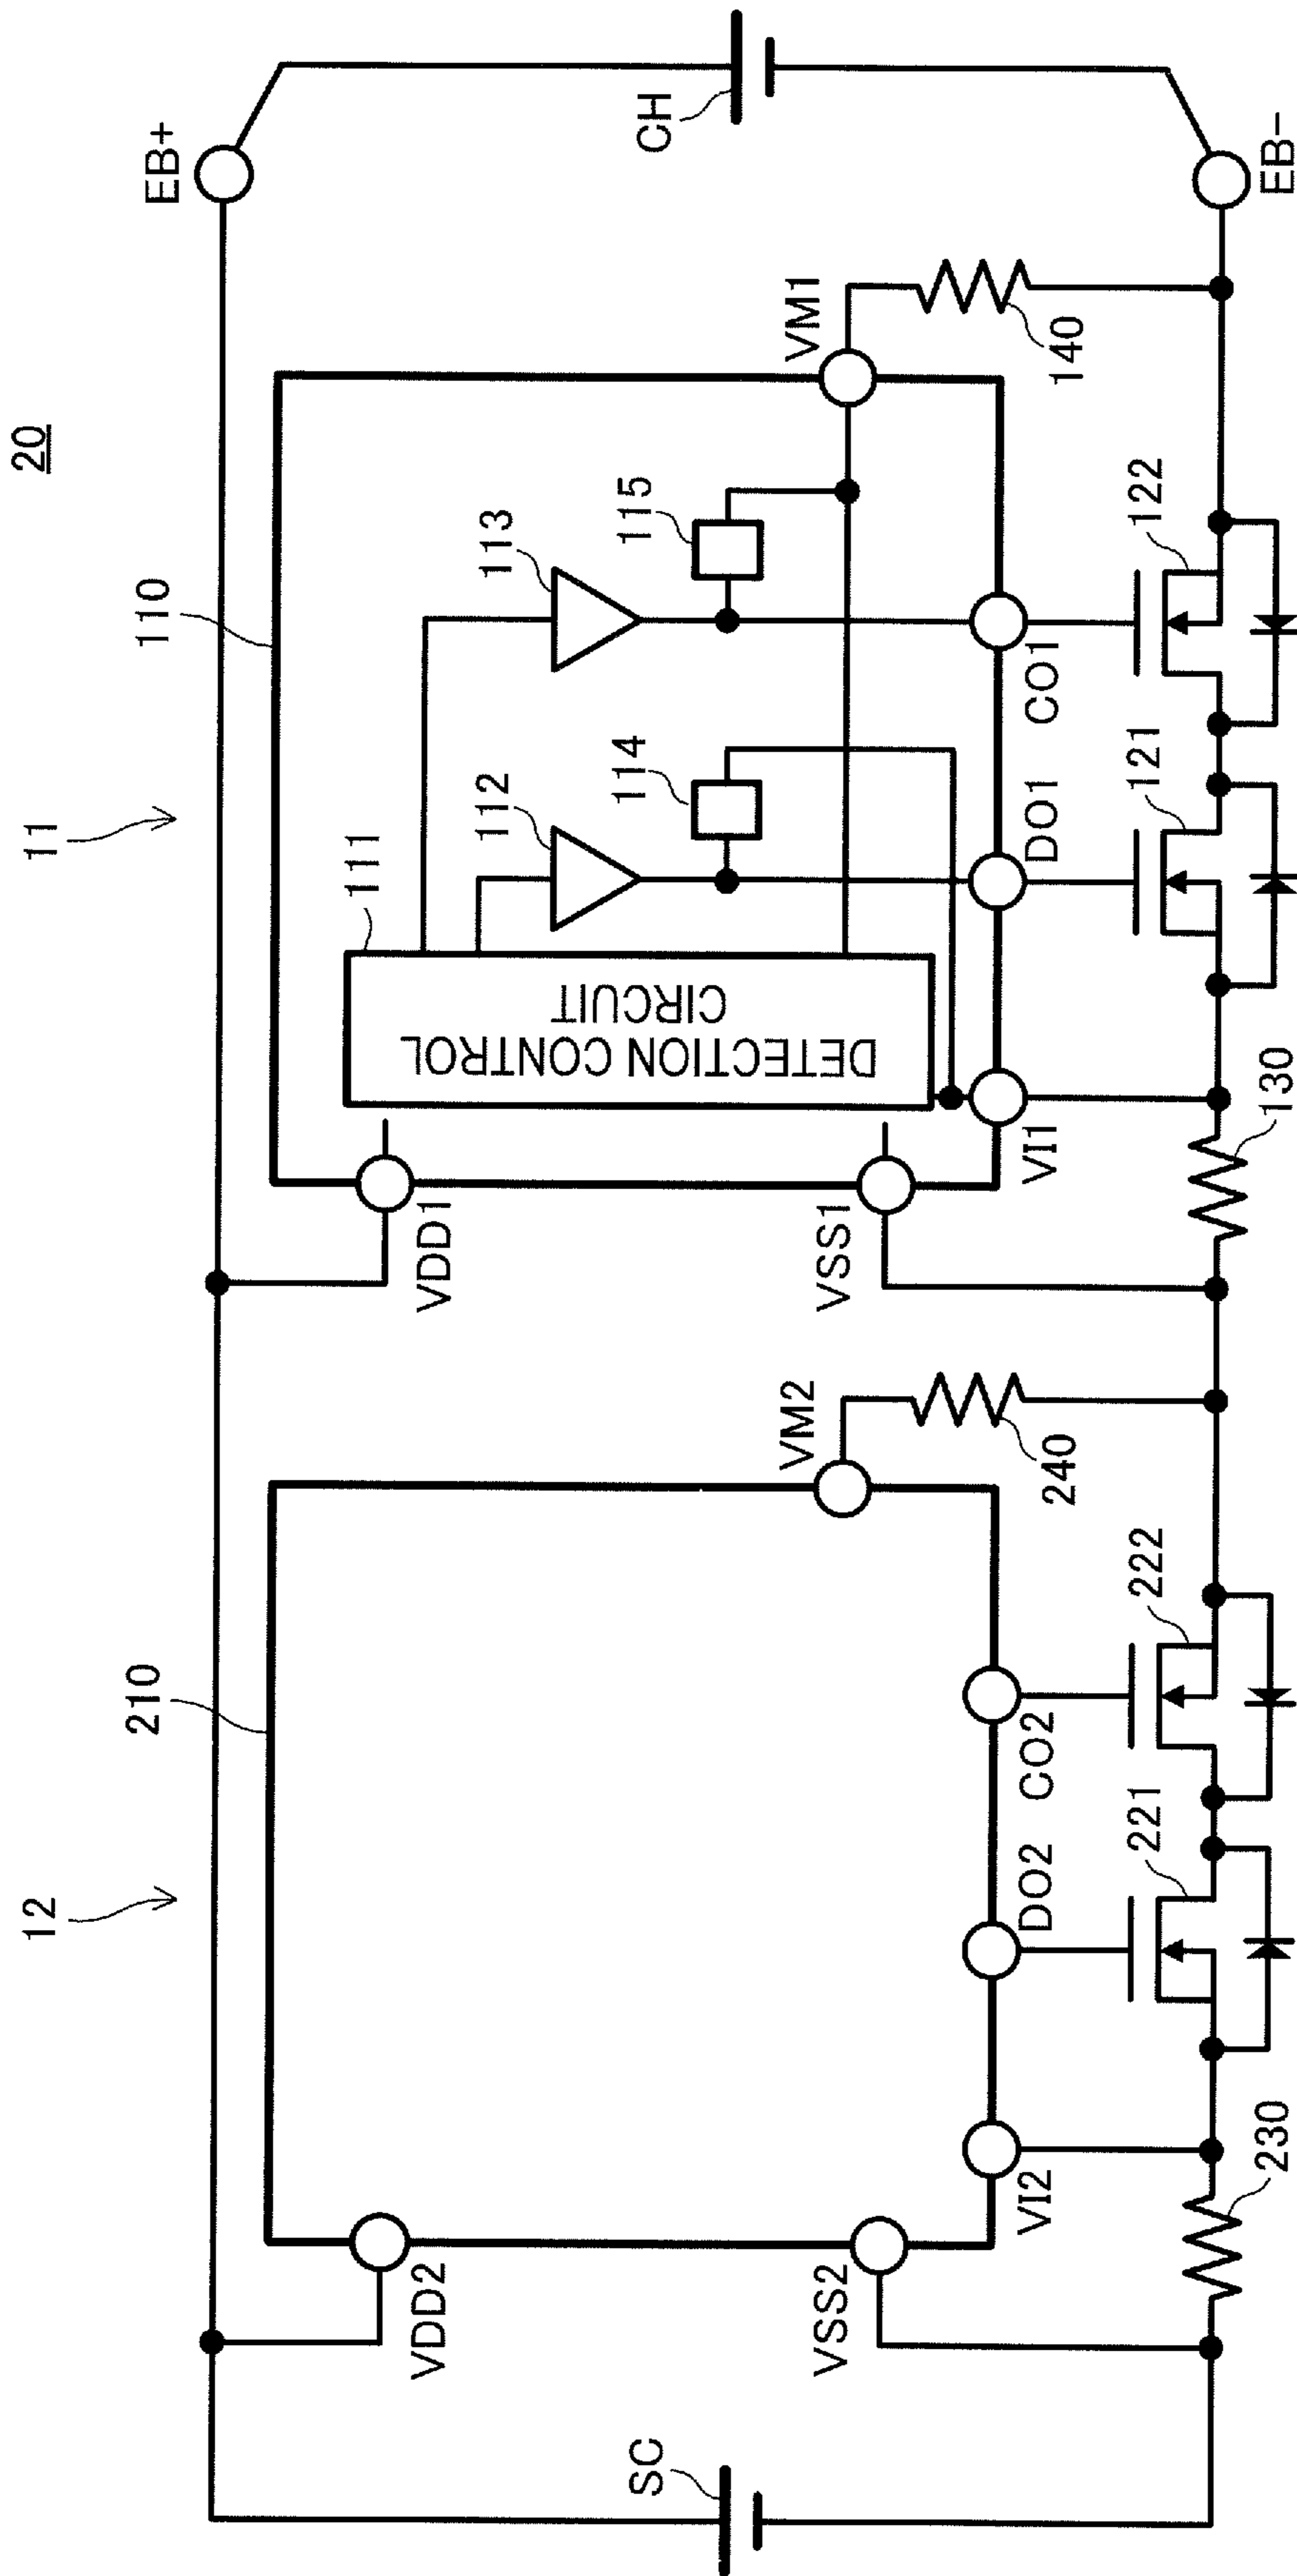 20
11
12
110
210
EB+
CH
EB-
SC
VDD1
VSS1
VI1
DO1
CO1
VM1
DETECTION CONTROL
CIRCUIT
111
112
113
114
115
121
122
130
140
VDD2
VSS2
VI2
DO2
CO2
VM2
221
222
230
240